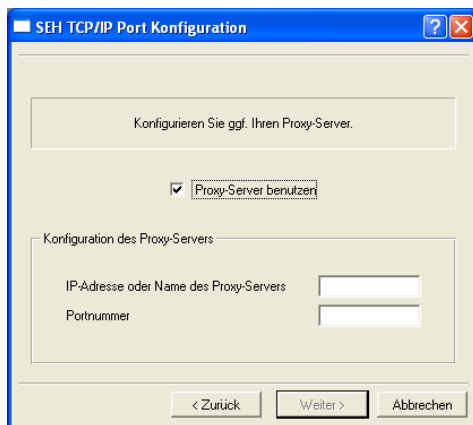 SEH TCP/IP Port Konfiguration
Konfigurieren Sie ggf. Ihren Proxy-Server.
Proxy-Server benutzen
Konfiguration des Proxy-Servers
IP-Adresse oder Name des Proxy-Servers
Portnummer
< Zurück Weiter > Abbrechen